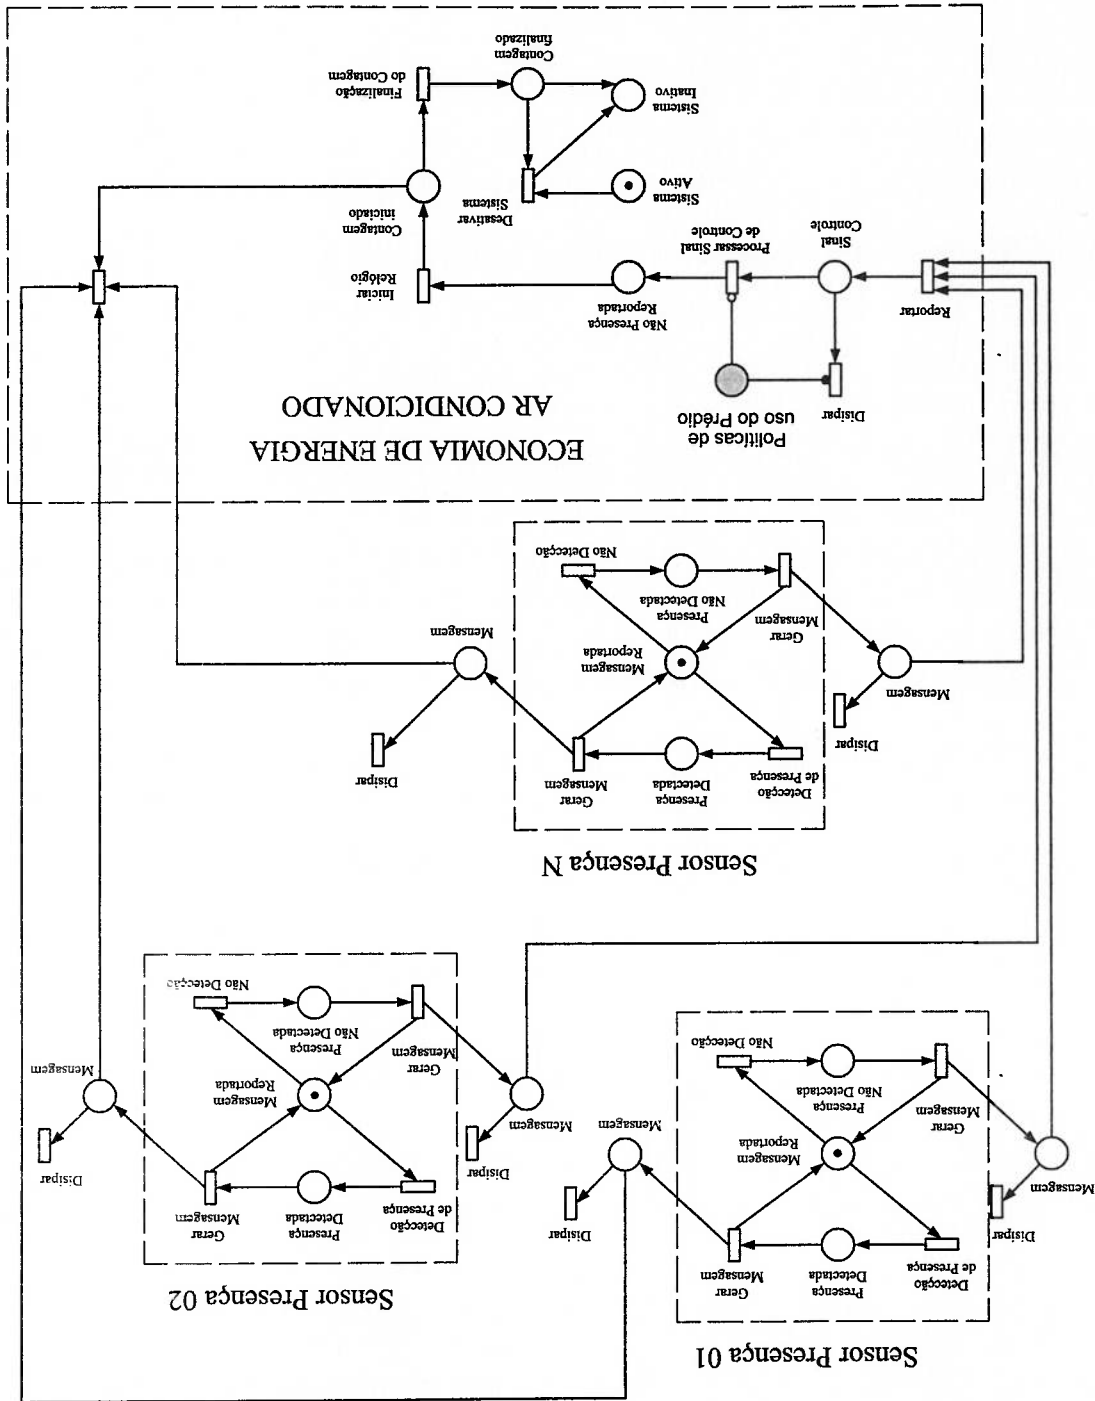 Sensor Presença 01
Detecção
de Presença
Presença
Detectada
Gerar
Mensagem
Disipar
Disipar
Mensagem
Mensagem
Reportada
Mensagem
Gerar
Mensagem
Presença
Não Detectada
Não Detecção
Sensor Presença 02
Detecção
de Presença
Presença
Detectada
Gerar
Mensagem
Disipar
Disipar
Mensagem
Mensagem
Reportada
Mensagem
Gerar
Mensagem
Presença
Não Detectada
Não Detecção
Sensor Presença N
Detecção
de Presença
Presença
Detectada
Gerar
Mensagem
Disipar
Disipar
Mensagem
Mensagem
Reportada
Mensagem
Gerar
Mensagem
Presença
Não Detectada
Não Detecção
ECONOMIA DE ENERGIA
AR CONDICIONADO
Políticas de
uso do Prédio
Disipar
Reportar
Não Presença
Reportada
Iniciar
Relógio
Sinal
Controle
Processar Sinal
de Controle
Contagem
iniciado
Sistema
Ativo
Desativar
Sistema
Sistema
Inativo
Finalização
do Contagem
Contagem
finalizado